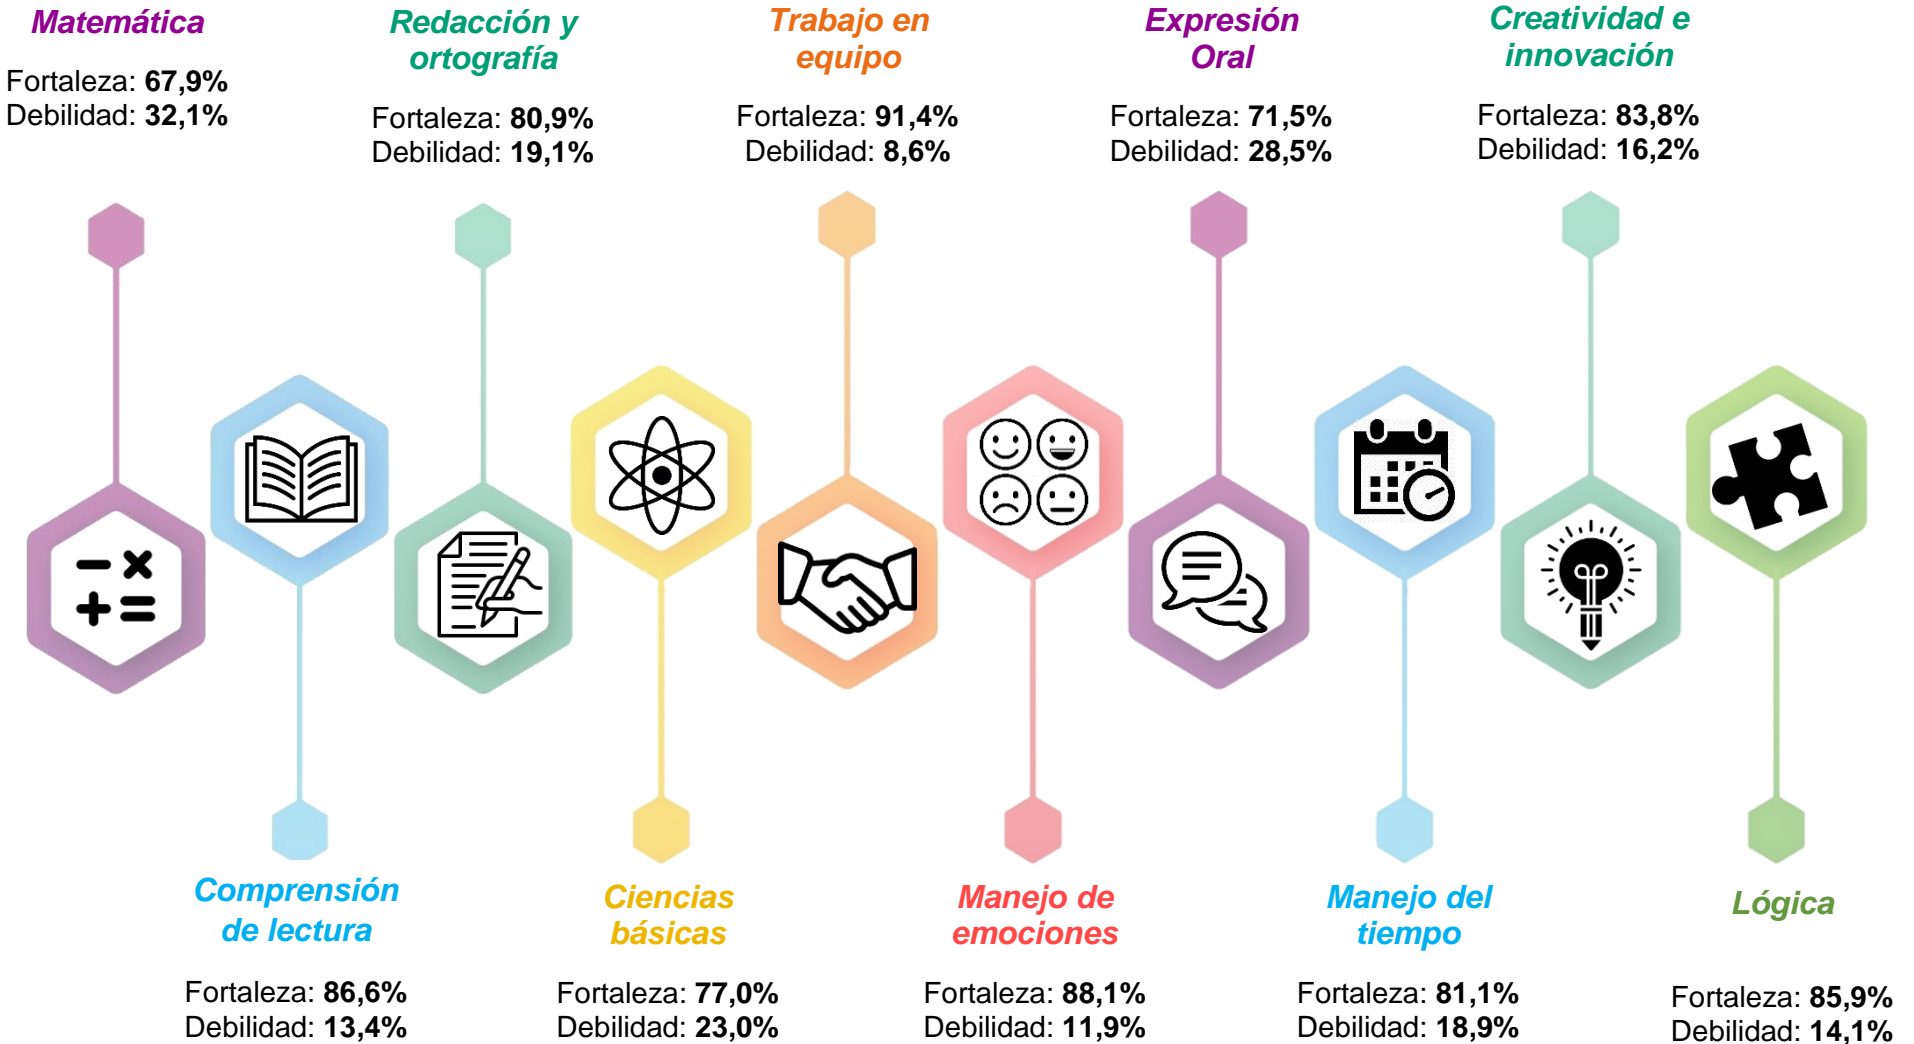 Matemática
Fortaleza: 67,9%
Debilidad: 32,1%
Redacción y
ortografía
Fortaleza: 80,9%
Debilidad: 19,1%
Trabajo en
equipo
Fortaleza: 91,4%
Debilidad: 8,6%
Expresión
Oral
Fortaleza: 71,5%
Debilidad: 28,5%
Creatividad e
innovación
Fortaleza: 83,8%
Debilidad: 16,2%
Comprensión
de lectura
Fortaleza: 86,6%
Debilidad: 13,4%
Ciencias
básicas
Fortaleza: 77,0%
Debilidad: 23,0%
Manejo de
emociones
Fortaleza: 88,1%
Debilidad: 11,9%
Manejo del
tiempo
Fortaleza: 81,1%
Debilidad: 18,9%
Lógica
Fortaleza: 85,9%
Debilidad: 14,1%